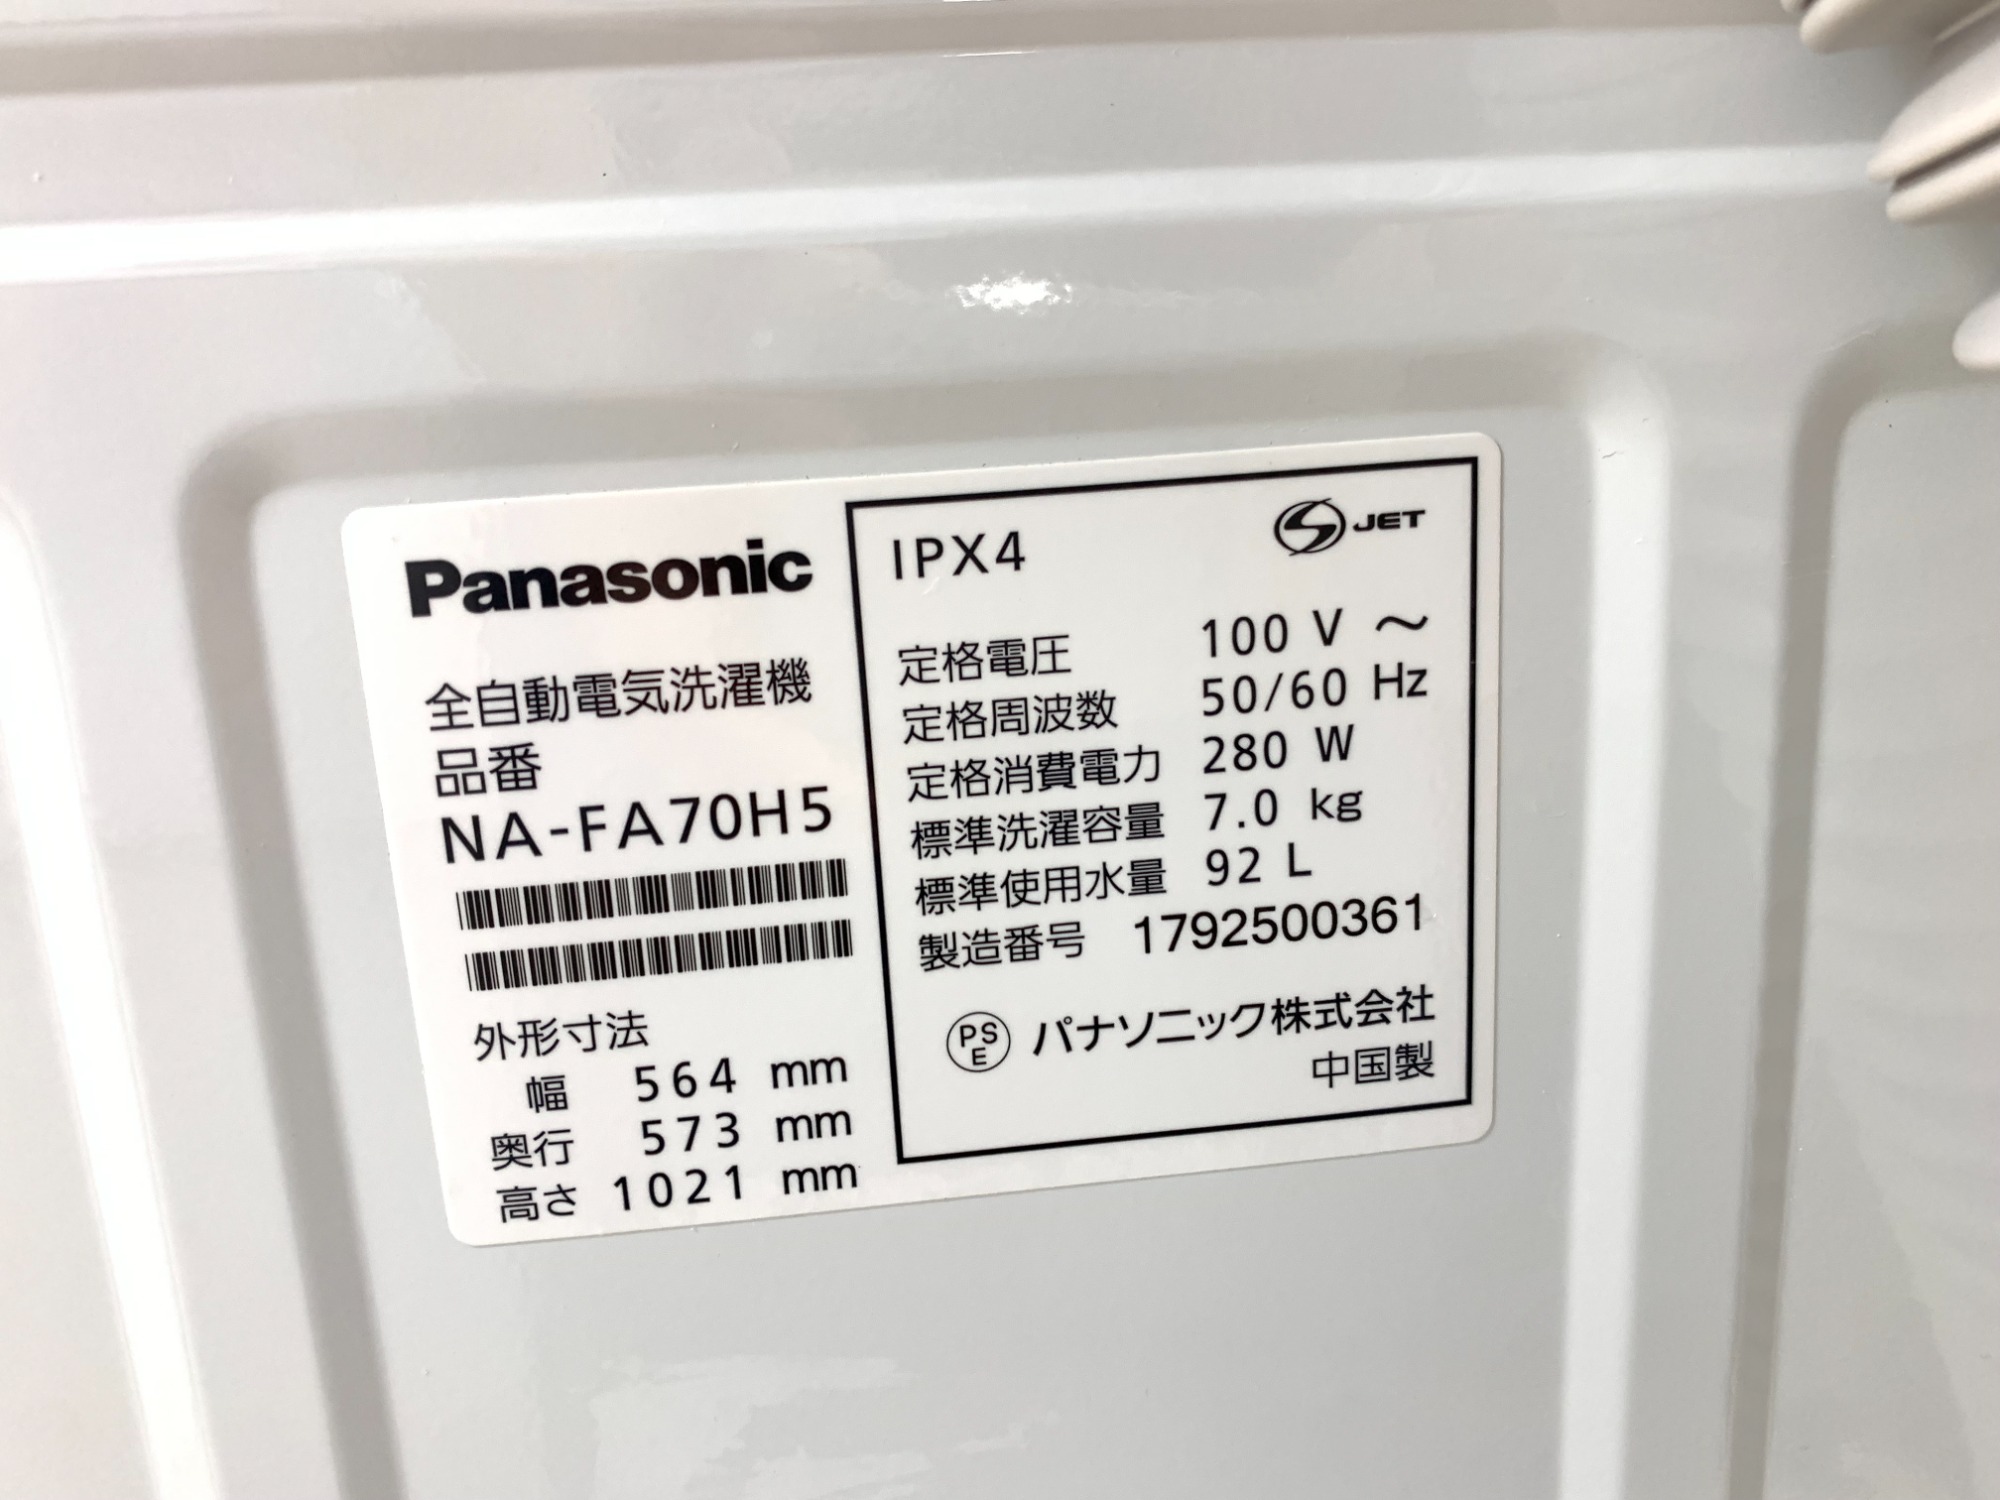 Panasonic
全自動電気洗濯機
品番
NA-FA70H5
外形寸法
幅 564 mm
奥行 573 mm
高さ 1021 mm
IPX4
JET
定格電圧 100 V ～
定格周波数 50/60 Hz
定格消費電力 280 W
標準洗濯容量 7.0 kg
標準使用水量 92 L
製造番号 1792500361
PSE パナソニック株式会社
中国製